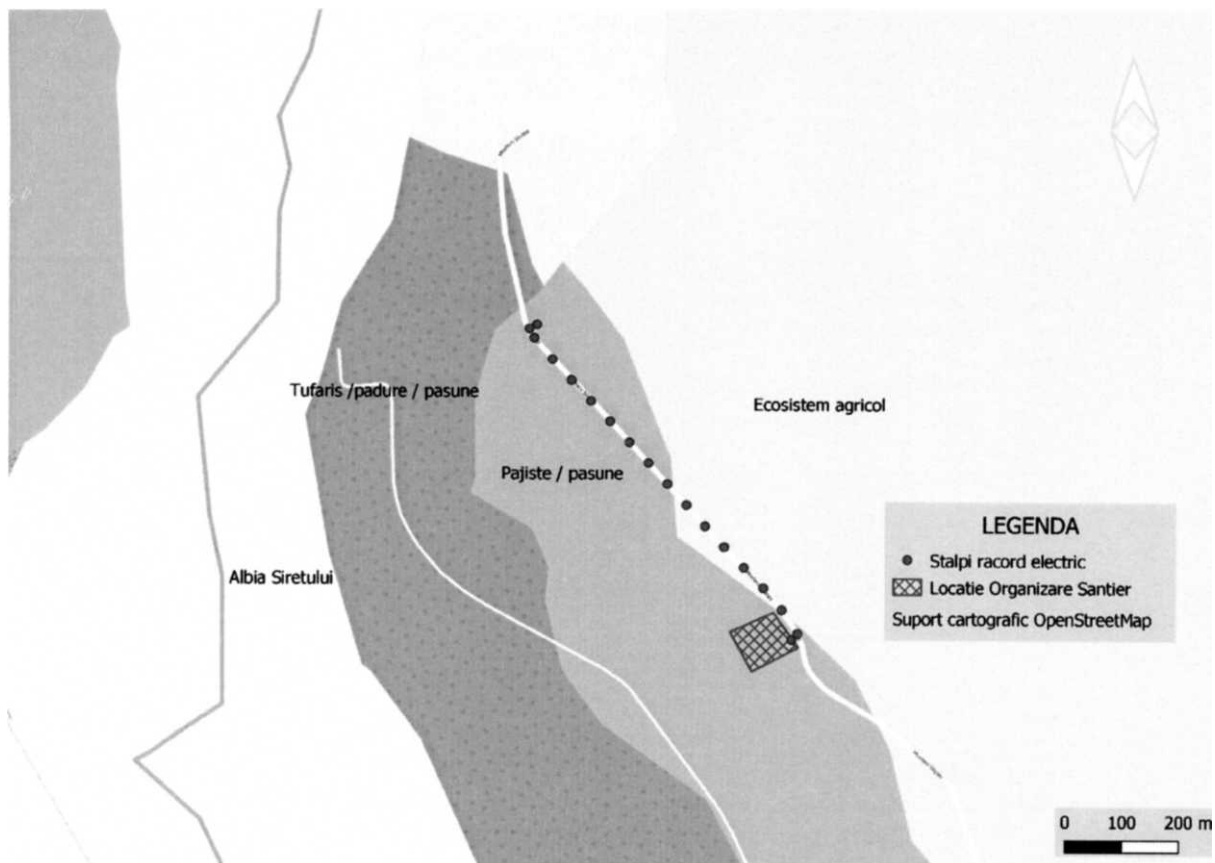 Tufaris /padure / pasune
Ecosistem agricol
Pajiste / pasune
Albia Siretului
LEGENDA
Stalpi racord electric
Locatie Organizare Santier
Suport cartografic OpenStreetMap
0 100 200 m